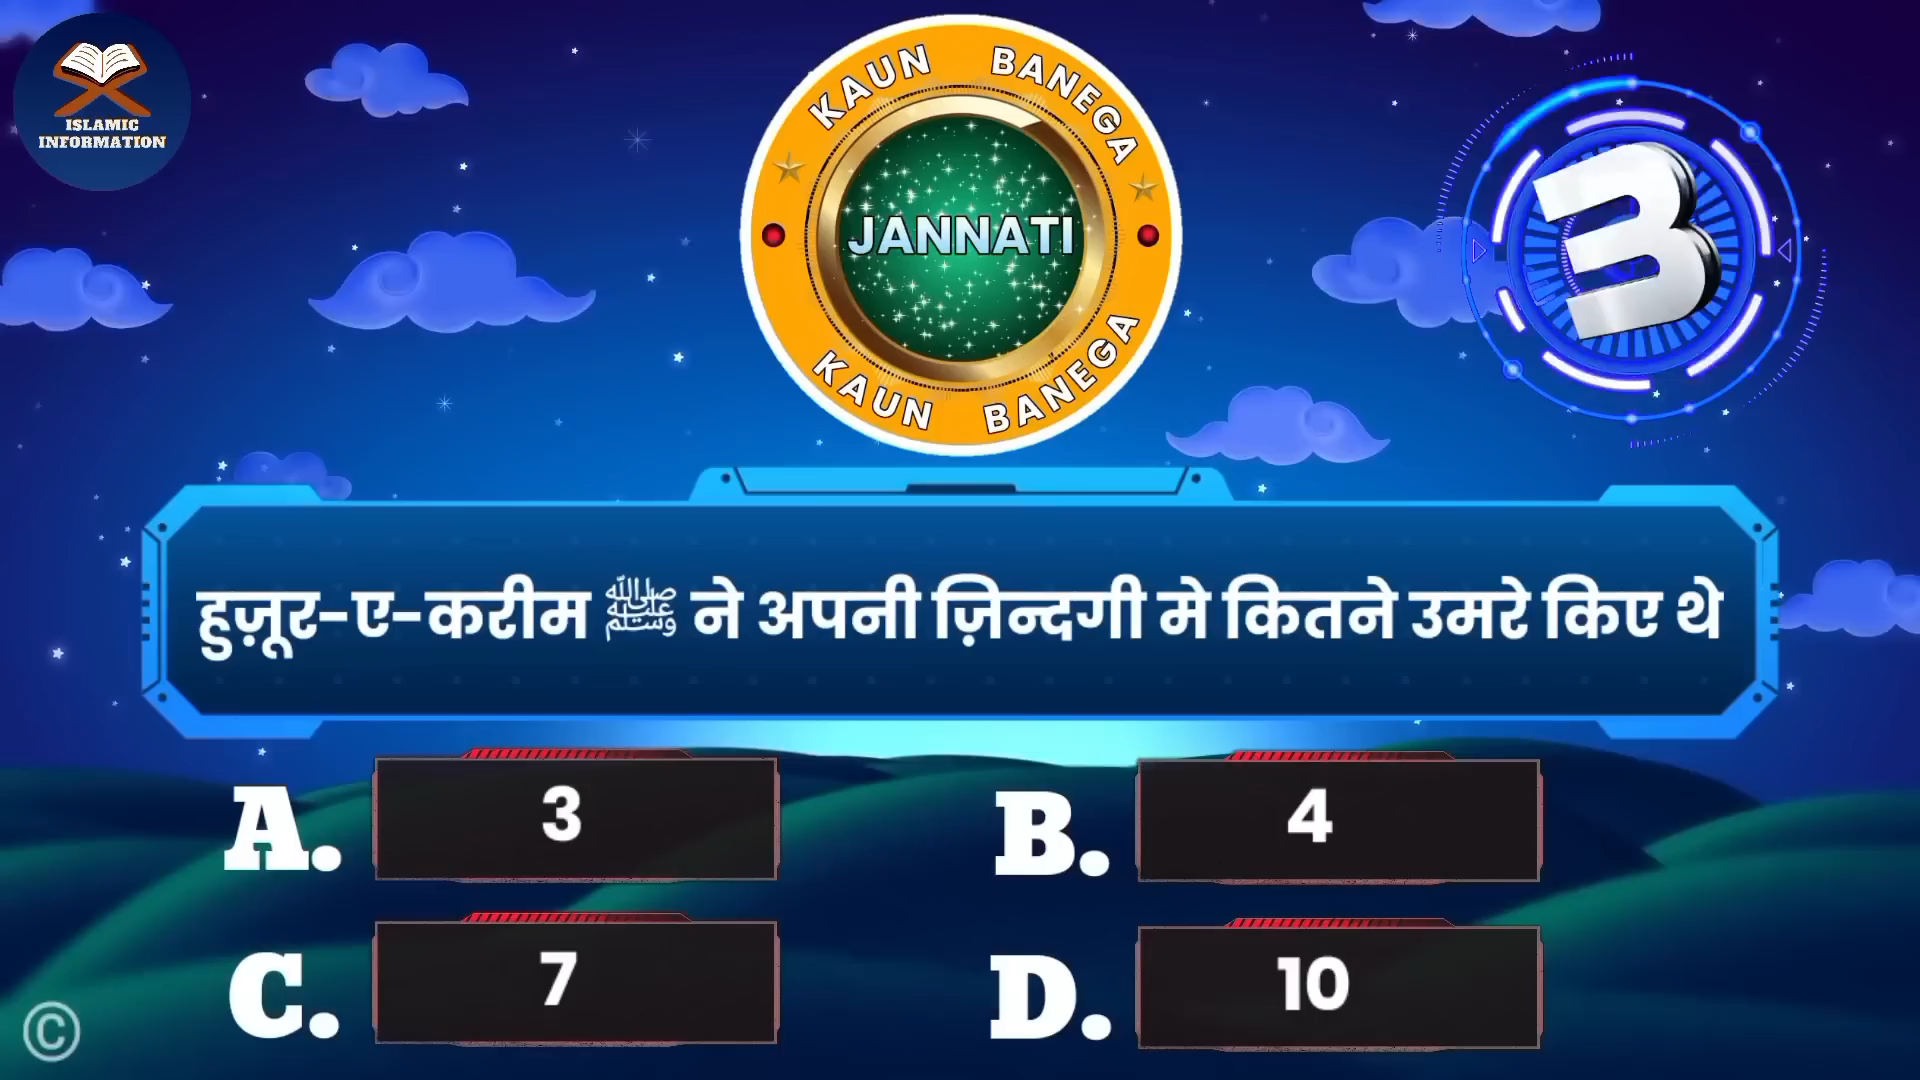 ISLAMIC
INFORMATION
KAUN BANEGA
JANNATI
KAUN BANEGA
3
हुज़ूर-ए-करीम ﷺ ने अपनी ज़िन्दगी मे कितने उमरे किए थे
A. 3
B. 4
C. 7
D. 10
©